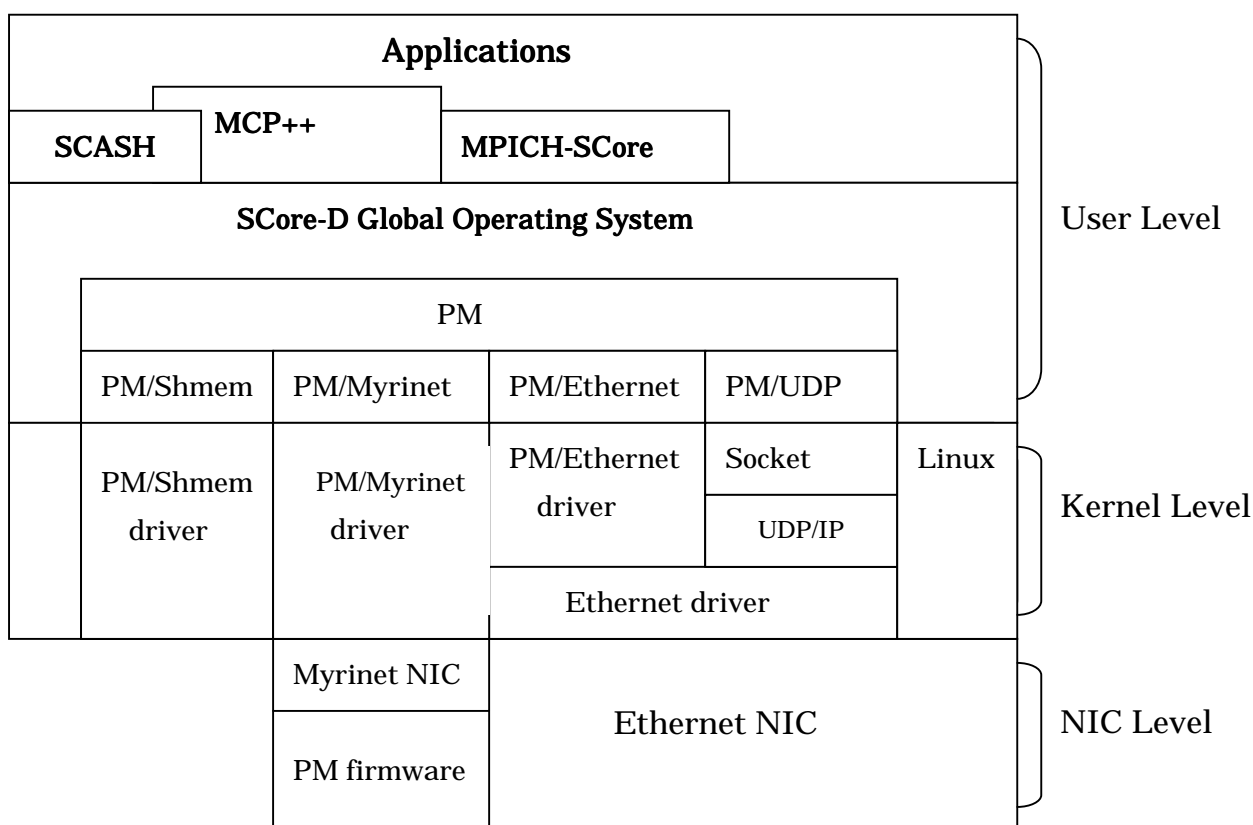 Applications
MCP++
SCASH
MPICH-SCore
SCore-D Global Operating System
User Level
PM
PM/Shmem
PM/Myrinet
PM/Ethernet
PM/UDP
PM/Shmem
driver
PM/Myrinet
driver
PM/Ethernet
driver
Socket
UDP/IP
Linux
Ethernet driver
Kernel Level
Myrinet NIC
PM firmware
Ethernet NIC
NIC Level